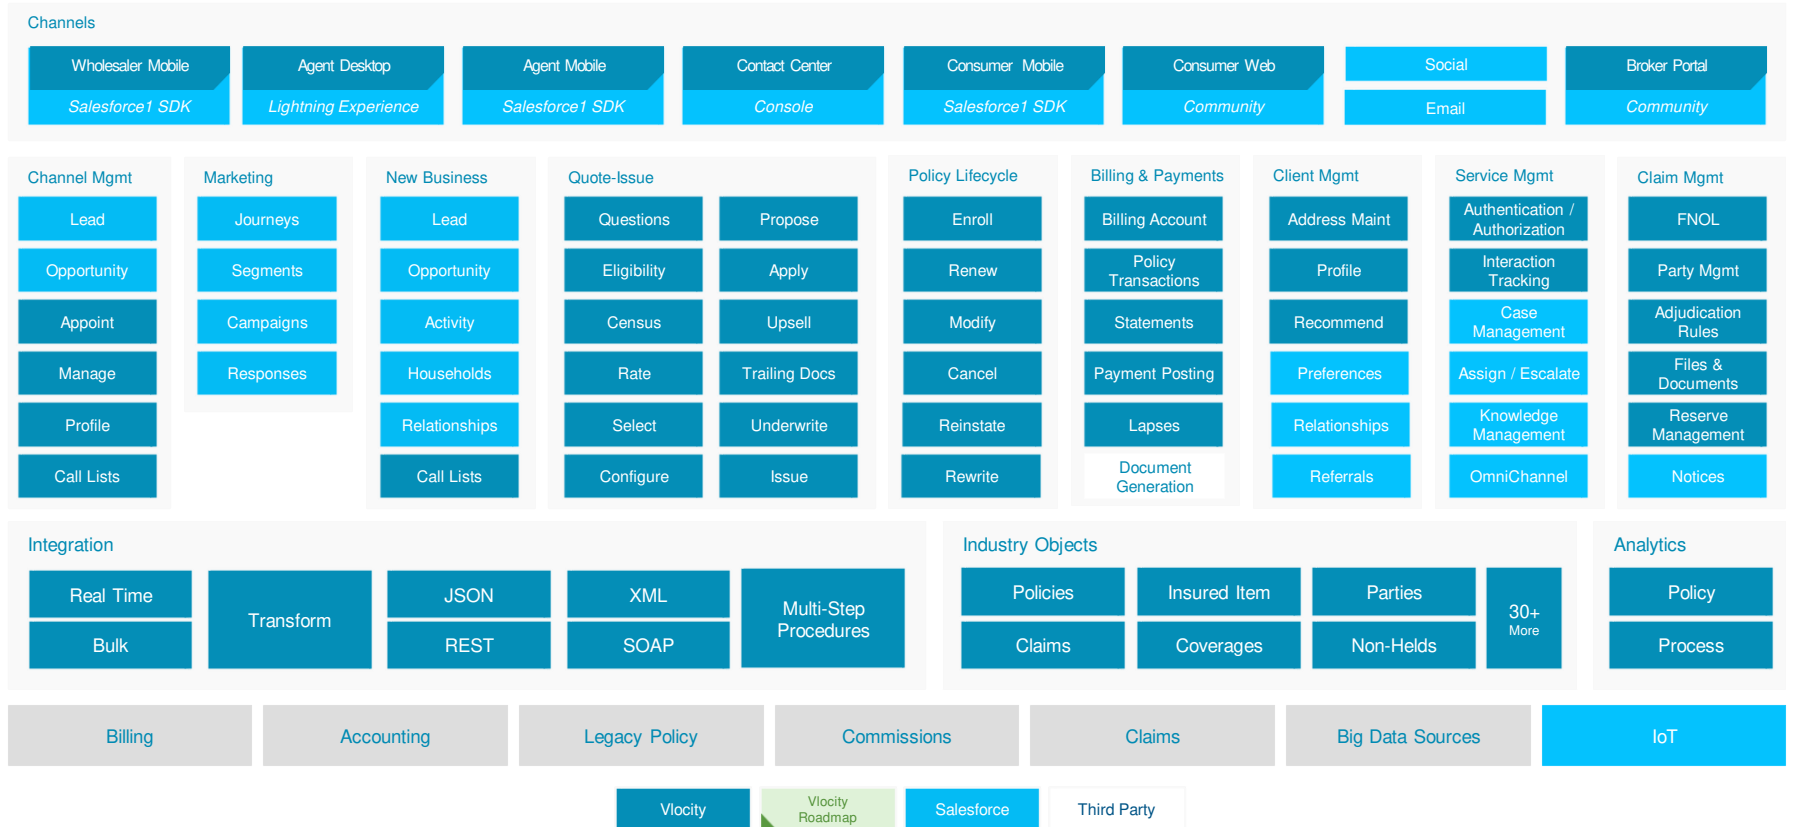 Channels
Wholesaler Mobile
Salesforce1 SDK
Agent Desktop
Lightning Experience
Agent Mobile
Salesforce1 SDK
Contact Center
Console
Consumer Mobile
Salesforce1 SDK
Consumer Web
Community
Social
Email
Broker Portal
Community
Channel Mgmt
Lead
Opportunity
Appoint
Manage
Profile
Call Lists
Marketing
Journeys
Segments
Campaigns
Responses
New Business
Lead
Opportunity
Activity
Households
Relationships
Call Lists
Quote-Issue
Questions
Eligibility
Census
Rate
Select
Configure
Propose
Apply
Upsell
Trailing Docs
Underwrite
Issue
Policy Lifecycle
Enroll
Renew
Modify
Cancel
Reinstate
Rewrite
Billing & Payments
Billing Account
Policy
Transactions
Statements
Payment Posting
Lapses
Document
Generation
Client Mgmt
Address Maint
Profile
Recommend
Preferences
Relationships
Referrals
Service Mgmt
Authentication /
Authorization
Interaction
Tracking
Case
Management
Assign / Escalate
Knowledge
Management
OmniChannel
Claim Mgmt
FNOL
Party Mgmt
Adjudication
Rules
Files &
Documents
Reserve
Management
Notices
Integration
Real Time
Bulk
Transform
JSON
REST
XML
SOAP
Multi-Step
Procedures
Industry Objects
Policies
Claims
Insured Item
Coverages
Parties
Non-Helds
30+
More
Analytics
Policy
Process
Billing
Accounting
Legacy Policy
Commissions
Claims
Big Data Sources
IoT
Vlocity
Vlocity
Roadmap
Salesforce
Third Party